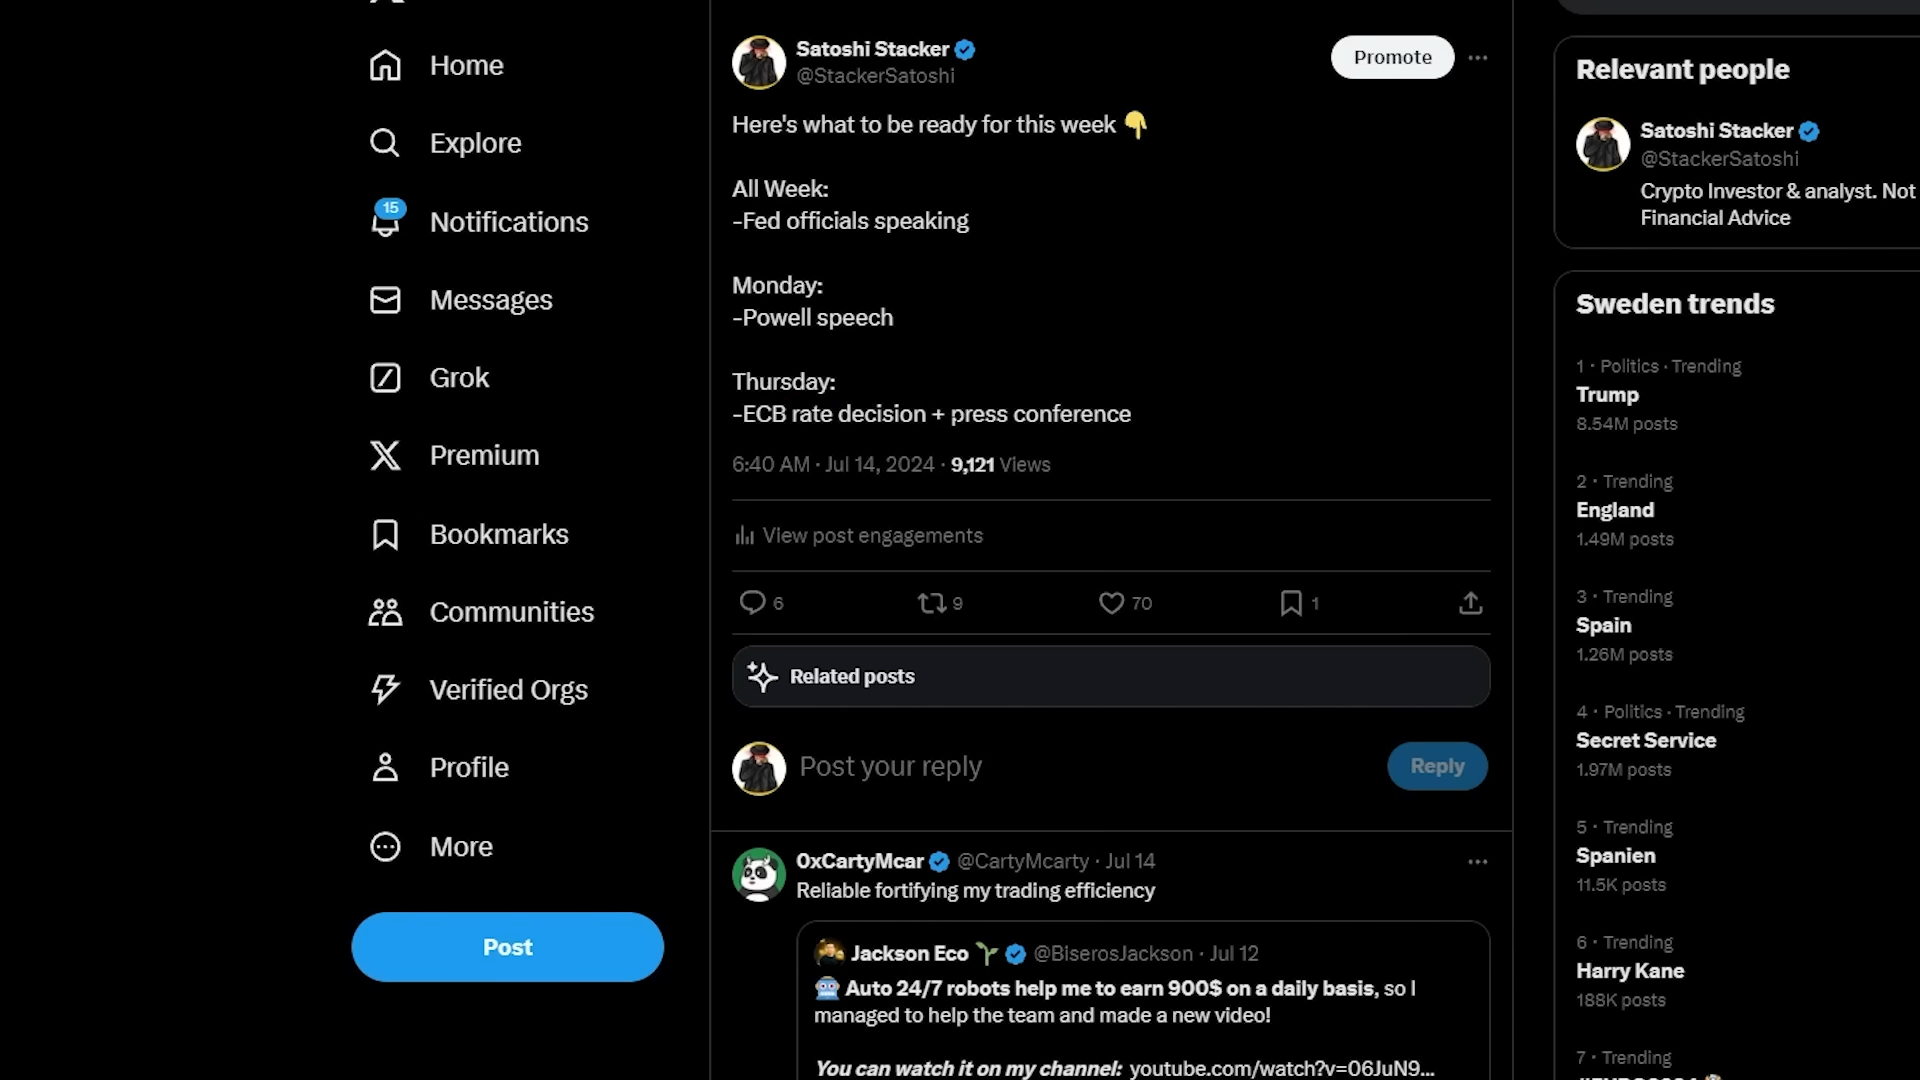 Home
Explore
15
Notifications
Messages
Grok
Premium
Bookmarks
Communities
Verified Orgs
Profile
More
Post
Satoshi Stacker
@StackerSatoshi
Promote
Here's what to be ready for this week 👇
All Week:
-Fed officials speaking
Monday:
-Powell speech
Thursday:
-ECB rate decision + press conference
6:40 AM · Jul 14, 2024 · 9,121 Views
View post engagements
6
9
70
1
Related posts
Post your reply
Reply
0xCartyMcar @CartyMcarty · Jul 14
Reliable fortifying my trading efficiency
Jackson Eco @BiserosJackson · Jul 12
🤖 Auto 24/7 robots help me to earn 900$ on a daily basis, so I
managed to help the team and made a new video!
You can watch it on my channel: youtube.com/watch?v=06JuN9...
Relevant people
Satoshi Stacker
@StackerSatoshi
Crypto Investor & analyst. Not
Financial Advice
Sweden trends
1 · Politics · Trending
Trump
8.54M posts
2 · Trending
England
1.49M posts
3 · Trending
Spain
1.26M posts
4 · Politics · Trending
Secret Service
1.97M posts
5 · Trending
Spanien
11.5K posts
6 · Trending
Harry Kane
188K posts
7 · Trending